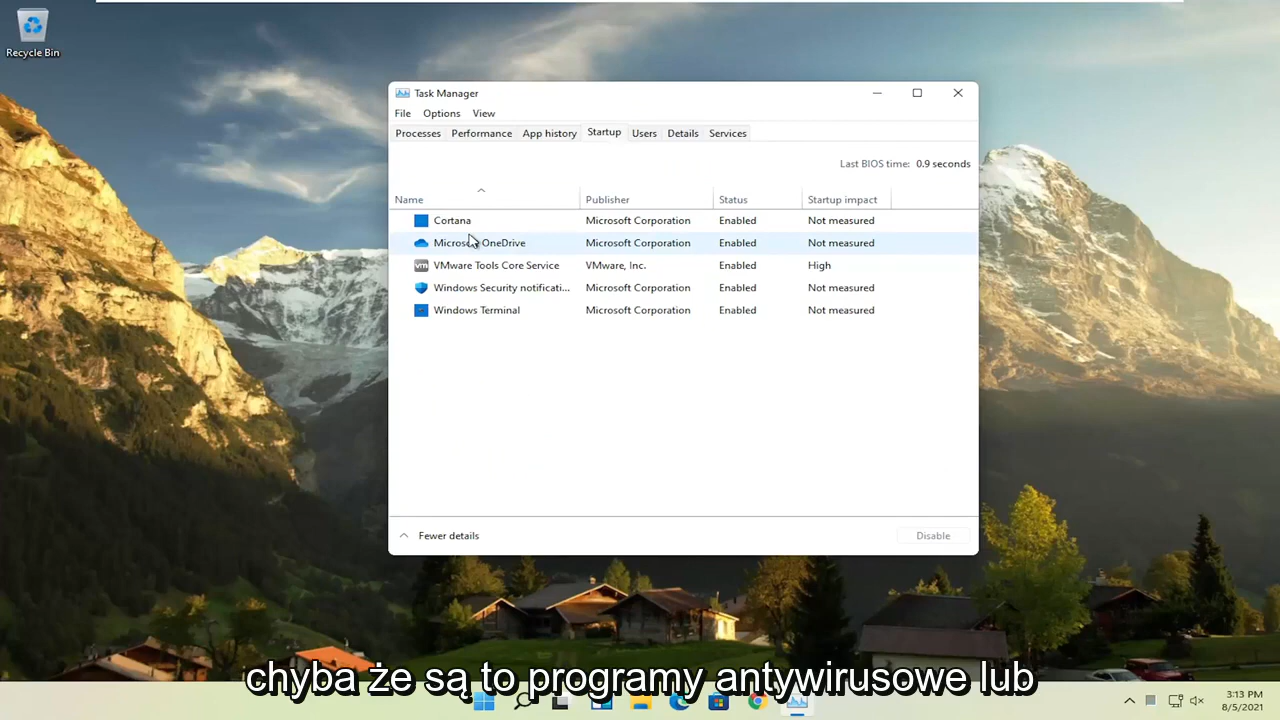 Recycle Bin
Task Manager
File Options View
Processes Performance App history Startup Users Details Services
Last BIOS time: 0.9 seconds
Name Publisher Status Startup impact
Cortana Microsoft Corporation Enabled Not measured
Microsoft OneDrive Microsoft Corporation Enabled Not measured
vm VMware Tools Core Service VMware, Inc. Enabled High
Windows Security notificati... Microsoft Corporation Enabled Not measured
Windows Terminal Microsoft Corporation Enabled Not measured
Fewer details Disable
chyba że są to programy antywirusowe lub
3:13 PM
8/5/2021